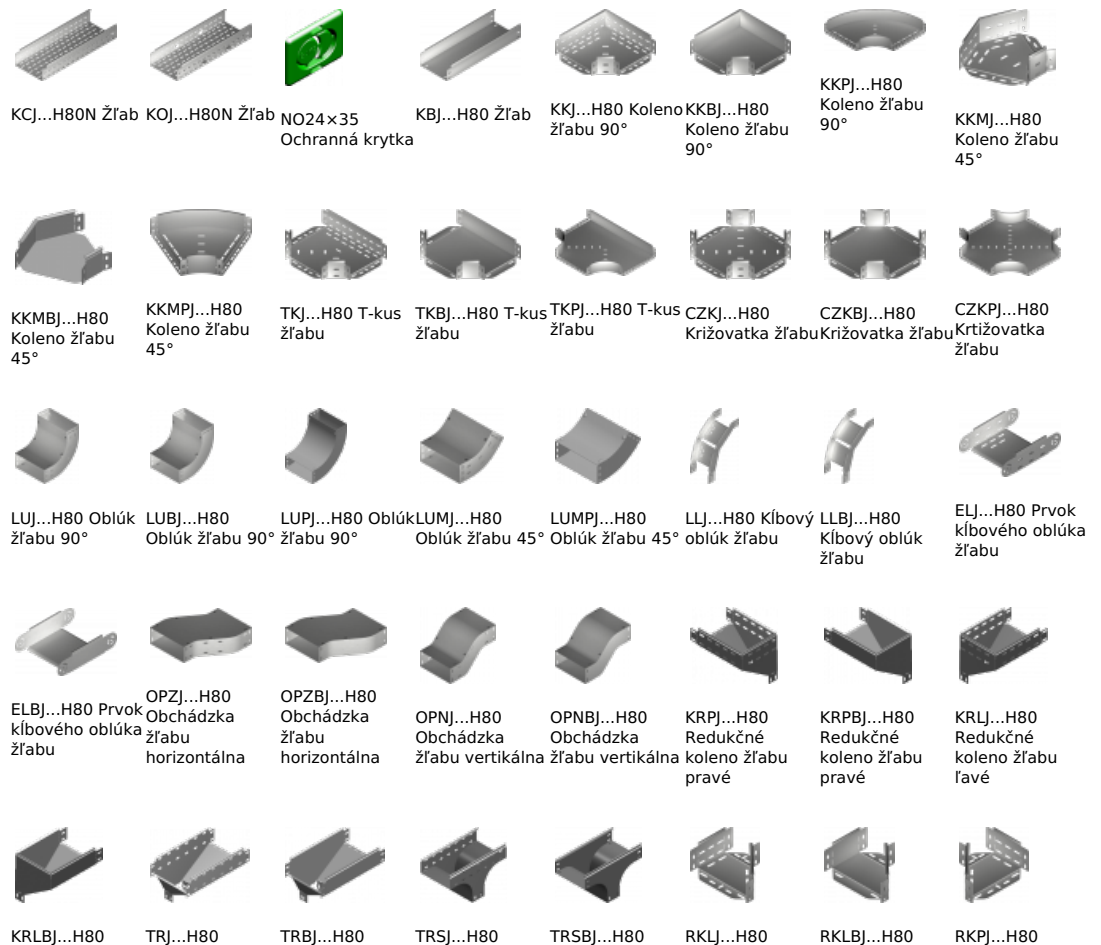 KCJ...H80N Žľab
KOJ...H80N Žľab
NO24×35
Ochranná krytka
KBJ...H80 Žľab
KKJ...H80 Koleno
žľabu 90°
KKBJ...H80
Koleno žľabu
90°
KKPJ...H80
Koleno žľabu
90°
KKMJ...H80
Koleno žľabu
45°
KKMBJ...H80
Koleno žľabu
45°
KKMPJ...H80
Koleno žľabu
45°
TKJ...H80 T-kus
žľabu
TKBJ...H80 T-kus
žľabu
TKPJ...H80 T-kus
žľabu
CZKJ...H80
Križovatka žľabu
CZKBJ...H80
Križovatka žľabu
CZKPJ...H80
Krtižovatka
žľabu
LUJ...H80 Oblúk
žľabu 90°
LUBJ...H80
Oblúk žľabu 90°
LUPJ...H80 Oblúk
žľabu 90°
LUMJ...H80
Oblúk žľabu 45°
LUMPJ...H80
Oblúk žľabu 45°
LLJ...H80 Kĺbový
oblúk žľabu
LLBJ...H80
Kĺbový oblúk
žľabu
ELJ...H80 Prvok
kĺbového oblúka
žľabu
ELBJ...H80 Prvok
kĺbového oblúka
žľabu
OPZJ...H80
Obchádzka
žľabu
horizontálna
OPZBJ...H80
Obchádzka
žľabu
horizontálna
OPNJ...H80
Obchádzka
žľabu vertikálna
OPNBJ...H80
Obchádzka
žľabu vertikálna
KRPJ...H80
Redukčné
koleno žľabu
pravé
KRPBJ...H80
Redukčné
koleno žľabu
pravé
KRLJ...H80
Redukčné
koleno žľabu
ľavé
KRLBJ...H80
TRJ...H80
TRBJ...H80
TRSJ...H80
TRSBJ...H80
RKLJ...H80
RKLBJ...H80
RKPJ...H80